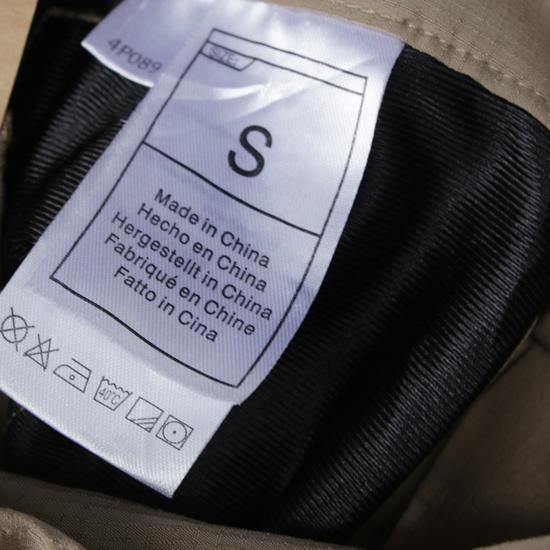 4P089
SIZE:
S
Made in China
Hecho en China
Hergestellt in China
Fabriqué en Chine
Fatto in Cina
40°C